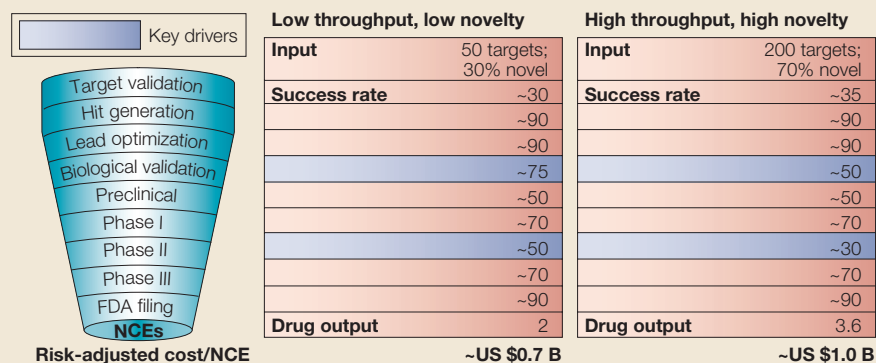 Key drivers
Target validation
Hit generation
Lead optimization
Biological validation
Preclinical
Phase I
Phase II
Phase III
FDA filing
NCEs
Risk-adjusted cost/NCE
Low throughput, low novelty
Input 50 targets;
30% novel
Success rate ~30
~90
~90
~75
~50
~70
~50
~70
~90
Drug output 2
~US $0.7 B
High throughput, high novelty
Input 200 targets;
70% novel
Success rate ~35
~90
~90
~50
~50
~70
~30
~70
~90
Drug output 3.6
~US $1.0 B